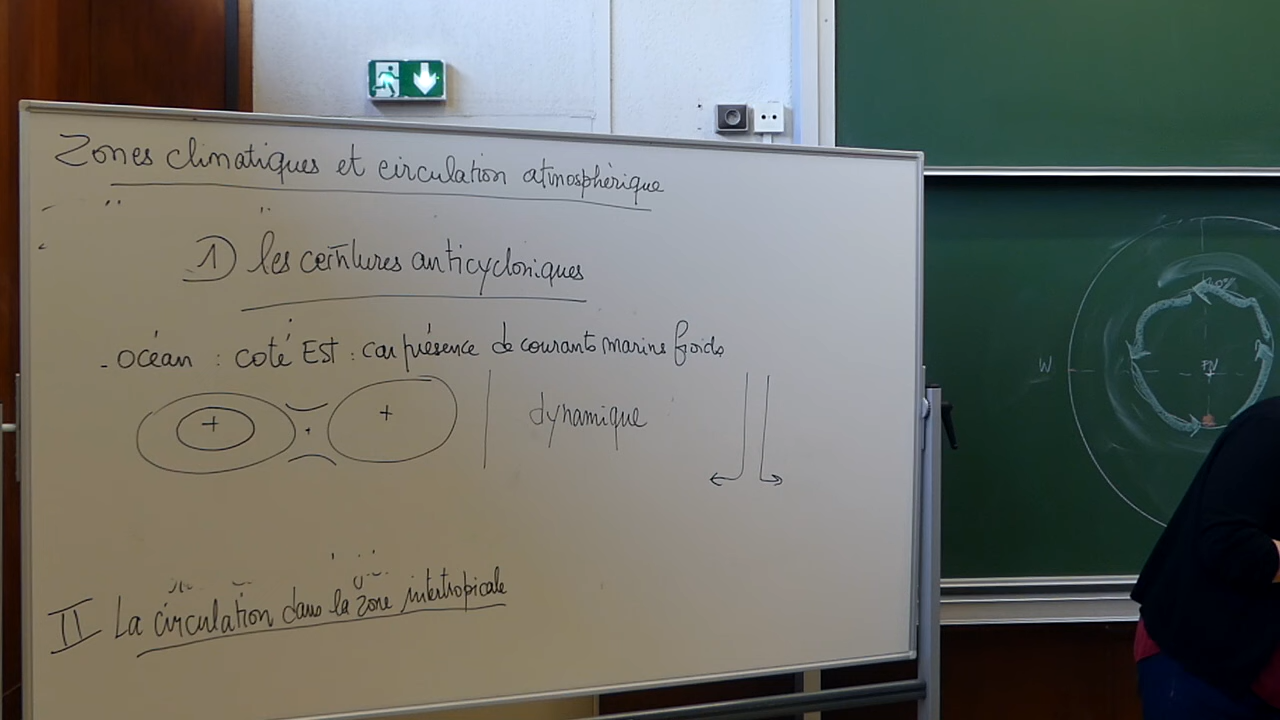 Zones climatiques et circulation atmosphérique
1) les ceintures anticycloniques
- océan : coté Est : car présence de courants marins froids
+ + +
dynamique
II La circulation dans la zone intertropicale
W